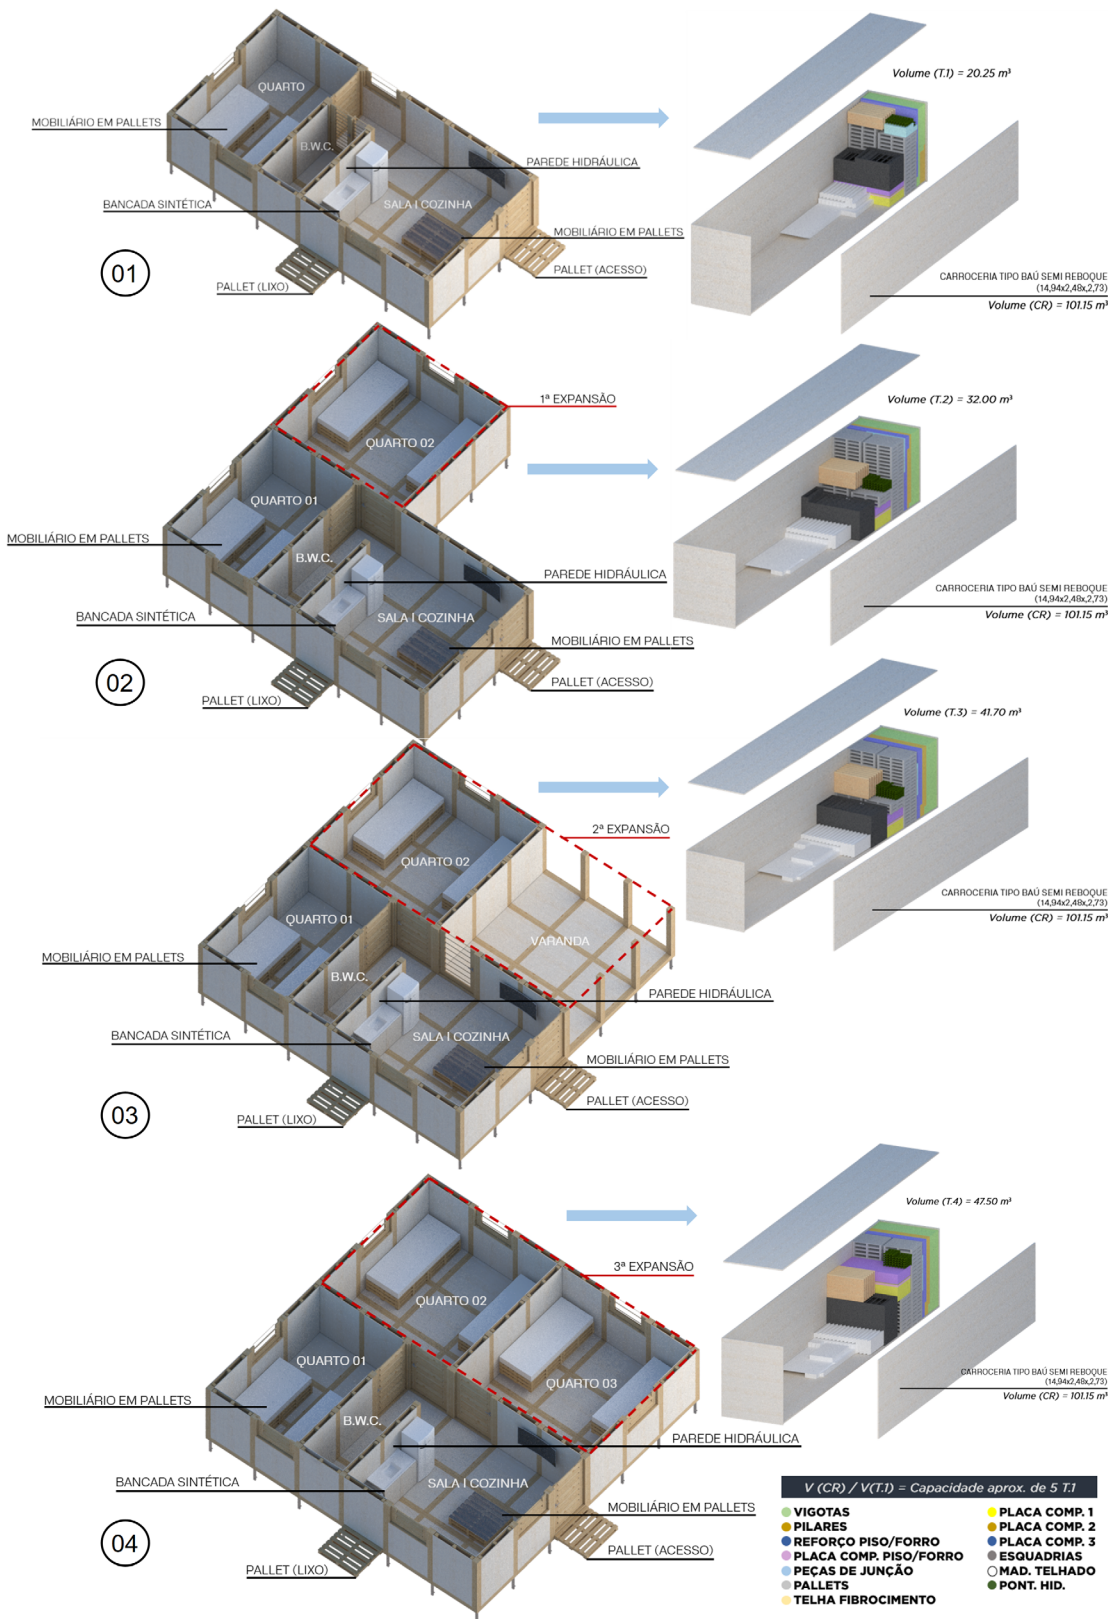 QUARTO
MOBILIÁRIO EM PALLETS
B.W.C.
PAREDE HIDRÁULICA
BANCADA SINTÉTICA
SALA | COZINHA
MOBILIÁRIO EM PALLETS
PALLET (ACESSO)
PALLET (LIXO)
01
Volume (T.1) = 20.25 m³
CARROCERIA TIPO BAÚ SEMI REBOQUE
(14,94x2,48x,2,73)
Volume (CR) = 101.15 m³
1ª EXPANSÃO
QUARTO 02
QUARTO 01
MOBILIÁRIO EM PALLETS
B.W.C.
PAREDE HIDRÁULICA
BANCADA SINTÉTICA
SALA | COZINHA
MOBILIÁRIO EM PALLETS
PALLET (ACESSO)
PALLET (LIXO)
02
Volume (T.2) = 32.00 m³
CARROCERIA TIPO BAÚ SEMI REBOQUE
(14,94x2,48x,2,73)
Volume (CR) = 101.15 m³
2ª EXPANSÃO
QUARTO 02
QUARTO 01
VARANDA
MOBILIÁRIO EM PALLETS
B.W.C.
PAREDE HIDRÁULICA
BANCADA SINTÉTICA
SALA | COZINHA
MOBILIÁRIO EM PALLETS
PALLET (ACESSO)
PALLET (LIXO)
03
Volume (T.3) = 41.70 m³
CARROCERIA TIPO BAÚ SEMI REBOQUE
(14,94x2,48x,2,73)
Volume (CR) = 101.15 m³
3ª EXPANSÃO
QUARTO 02
QUARTO 01
QUARTO 03
MOBILIÁRIO EM PALLETS
B.W.C.
PAREDE HIDRÁULICA
BANCADA SINTÉTICA
SALA | COZINHA
MOBILIÁRIO EM PALLETS
PALLET (ACESSO)
PALLET (LIXO)
04
Volume (T.4) = 47.50 m³
CARROCERIA TIPO BAÚ SEMI REBOQUE
(14,94x2,48x,2,73)
Volume (CR) = 101.15 m³
V (CR) / V(T.1) = Capacidade aprox. de 5 T.1
VIGOTAS
PILARES
REFORÇO PISO/FORRO
PLACA COMP. PISO/FORRO
PEÇAS DE JUNÇÃO
PALLETS
TELHA FIBROCIMENTO
PLACA COMP. 1
PLACA COMP. 2
PLACA COMP. 3
ESQUADRIAS
MAD. TELHADO
PONT. HID.